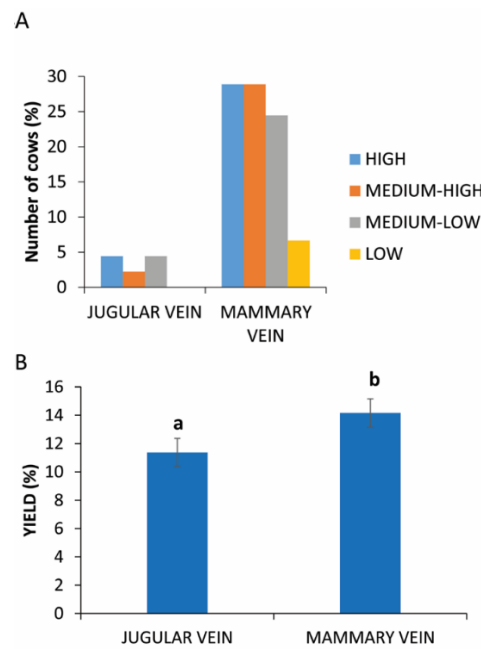 A
30
25
20
15
10
5
0
Number of cows (%)
JUGULAR VEIN
MAMMARY
VEIN
HIGH
MEDIUM-HIGH
MEDIUM-LOW
LOW
B
16
14
12
10
8
6
4
2
0
YIELD (%)
a
b
JUGULAR VEIN
MAMMARY VEIN